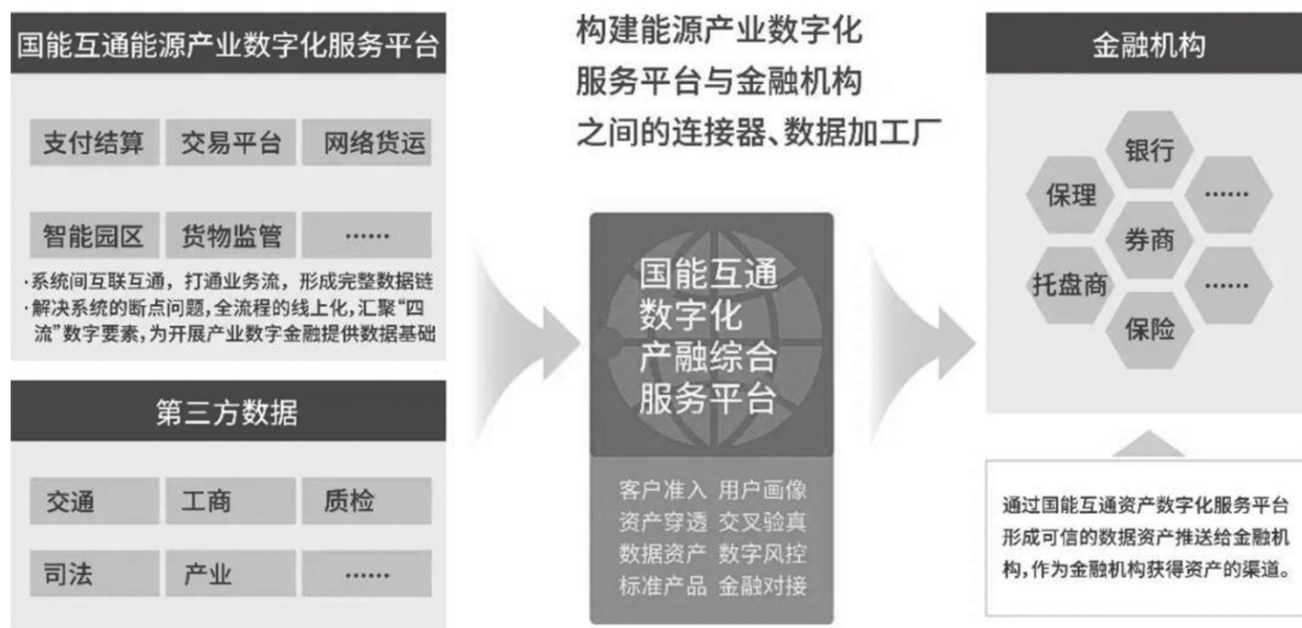 国能互通能源产业数字化服务平台
支付结算 交易平台 网络货运
智能园区 货物监管 ……
·系统间互联互通，打通业务流，形成完整数据链
·解决系统的断点问题,全流程的线上化,汇聚“四
流”数字要素,为开展产业数字金融提供数据基础
第三方数据
交通 工商 质检
司法 产业 ……
构建能源产业数字化
服务平台与金融机构
之间的连接器、数据加工厂
国能互通
数字化
产融综合
服务平台
客户准入 用户画像
资产穿透 交叉验真
数据资产 数字风控
标准产品 金融对接
金融机构
银行
保理 ……
券商
托盘商 ……
保险
通过国能互通资产数字化服务平台
形成可信的数据资产推送给金融机
构,作为金融机构获得资产的渠道。